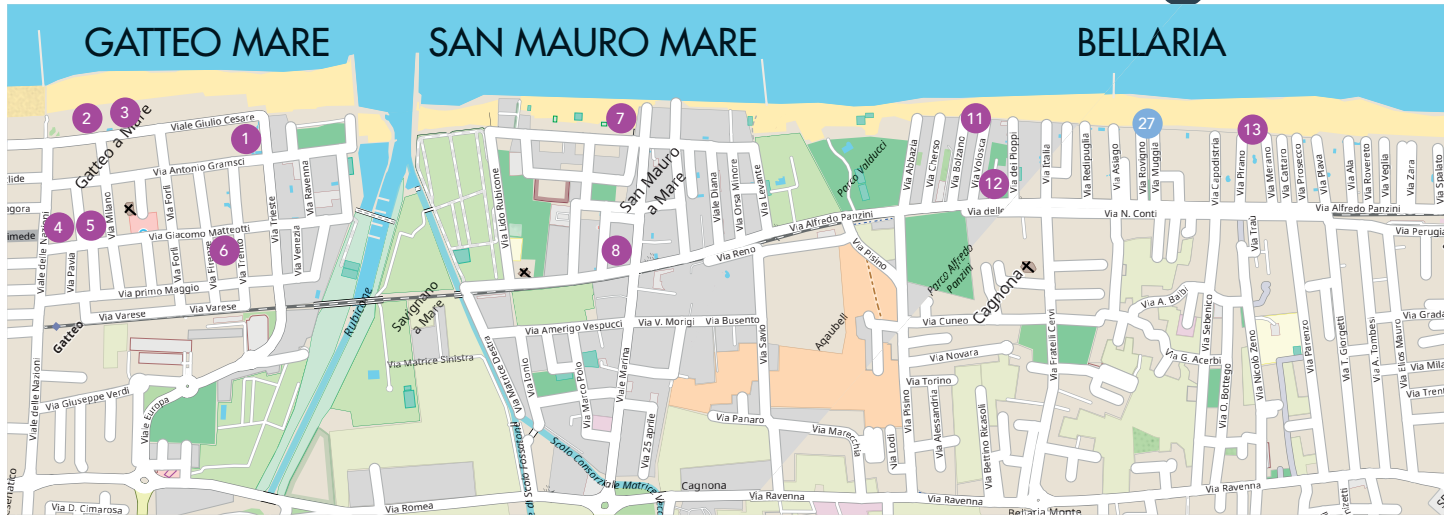 GATTEO MARE
SAN MAURO MARE
BELLARIA
2
3
1
7
11
27
13
12
4
5
6
8
Viale Giulio Cesare
Gatteo a Mare
Via Antonio Gramsci
clide
agora
imede
Viale delle Nazioni
Via Pavia
Via Milano
Via Forlì
Via Forlì
Via Giacomo Matteotti
Via Firenze
Via Trento
Via Trieste
Via Venezia
Via Ravenna
Via primo Maggio
Via Varese
Via Varese
Gatteo
Viale delle Nazioni
Via Giuseppe Verdi
Viale Europa
Via D. Cimarosa
Rubicone
Savignano
a Mare
Via Matrice Sinistra
Via Romea
Via Lido Rubicone
San Mauro
a Mare
Viale Diana
Via Orsa Minore
Via Levante
Via Reno
Via Alfredo Panzini
Via Amerigo Vespucci
Via V. Morigi
Via Busento
Via Matrice Destra
Via Ionio
Via Marco Polo
Viale Marina
Via 25 aprile
Via Savio
Via Panaro
Via Marecchia
Scolo Consorziale Matrice
Cagnona
Via Ravenna
Parco Valducci
Via Abbazia
Via Cherso
Via Bolzano
Via Volosca
Via dei Pioppi
Via Italia
Via Redipuglia
Via Asiago
Via Rovigno
Via Muggia
Via Capodistria
Via Pirano
Via Merano
Via Cattaro
Via Prosecco
Via Plava
Via Ala
Via Rovereto
Via Veglia
Via Zara
Via Spalato
Via delle
Via N. Conti
Via Alfredo Panzini
Via Perugia
Via Pisino
Parco Alfredo
Panzini
Cagnona
Aquabell
Via Cuneo
Via Novara
Via Torino
Via Pisino
Via Alessandria
Via Bettino Ricasoli
Via Lodi
Via Fratelli Cervi
Via A. Balbi
Via G. Acerbi
Via Sebenico
Via O. Bottego
Via Traù
Via Nicolò Zeno
Via Parenzo
Via T. Giorgetti
Via A. Tombesi
Via Elios Mauro
Via Grada
Via Mila
Via Trent
Via Ravenna
Via Ravenna
Bellaria Monte